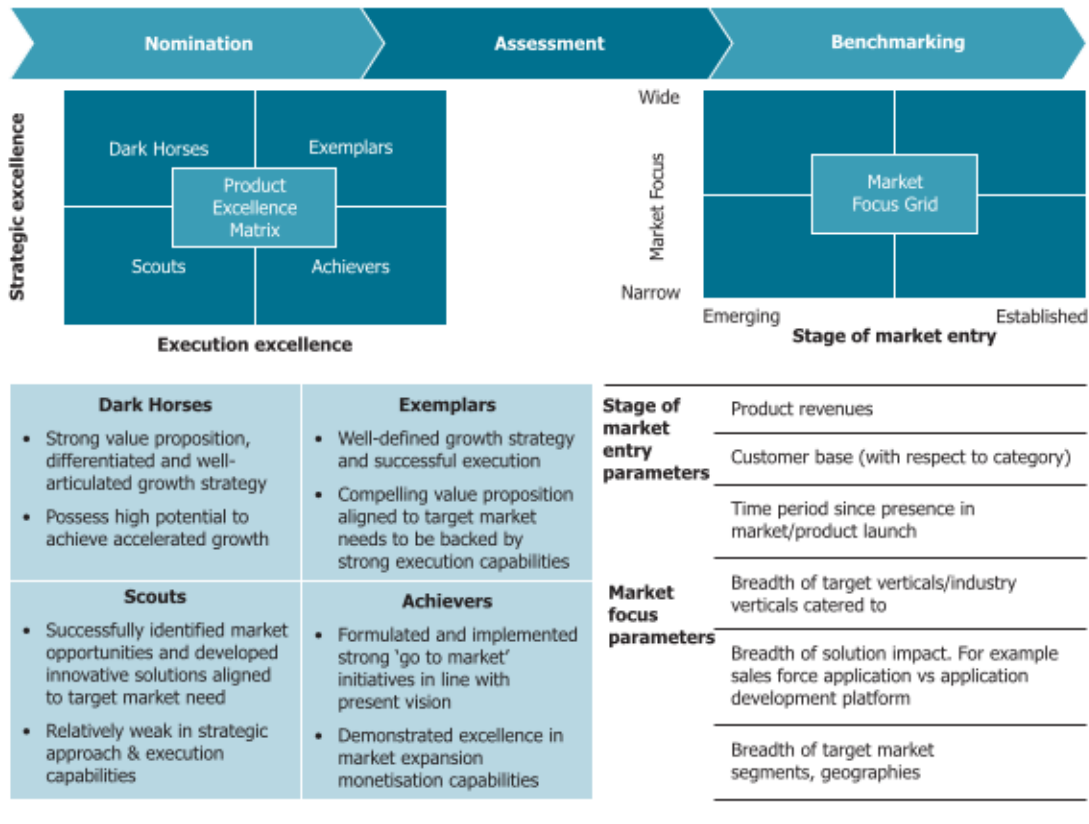 Nomination
Assessment
Benchmarking
Strategic excellence
Dark Horses
Exemplars
Product
Excellence
Matrix
Scouts
Achievers
Execution excellence
Wide
Market Focus
Narrow
Market
Focus Grid
Emerging
Established
Stage of market entry
Dark Horses
• Strong value proposition,
differentiated and well-
articulated growth strategy
• Possess high potential to
achieve accelerated growth
Exemplars
• Well-defined growth strategy
and successful execution
• Compelling value proposition
aligned to target market
needs to be backed by
strong execution capabilities
Scouts
• Successfully identified market
opportunities and developed
innovative solutions aligned
to target market need
• Relatively weak in strategic
approach & execution
capabilities
Achievers
• Formulated and implemented
strong ‘go to market’
initiatives in line with
present vision
• Demonstrated excellence in
market expansion
monetisation capabilities
Stage of
market
entry
parameters
Product revenues
Customer base (with respect to category)
Time period since presence in
market/product launch
Market
focus
parameters
Breadth of target verticals/industry
verticals catered to
Breadth of solution impact. For example
sales force application vs application
development platform
Breadth of target market
segments, geographies